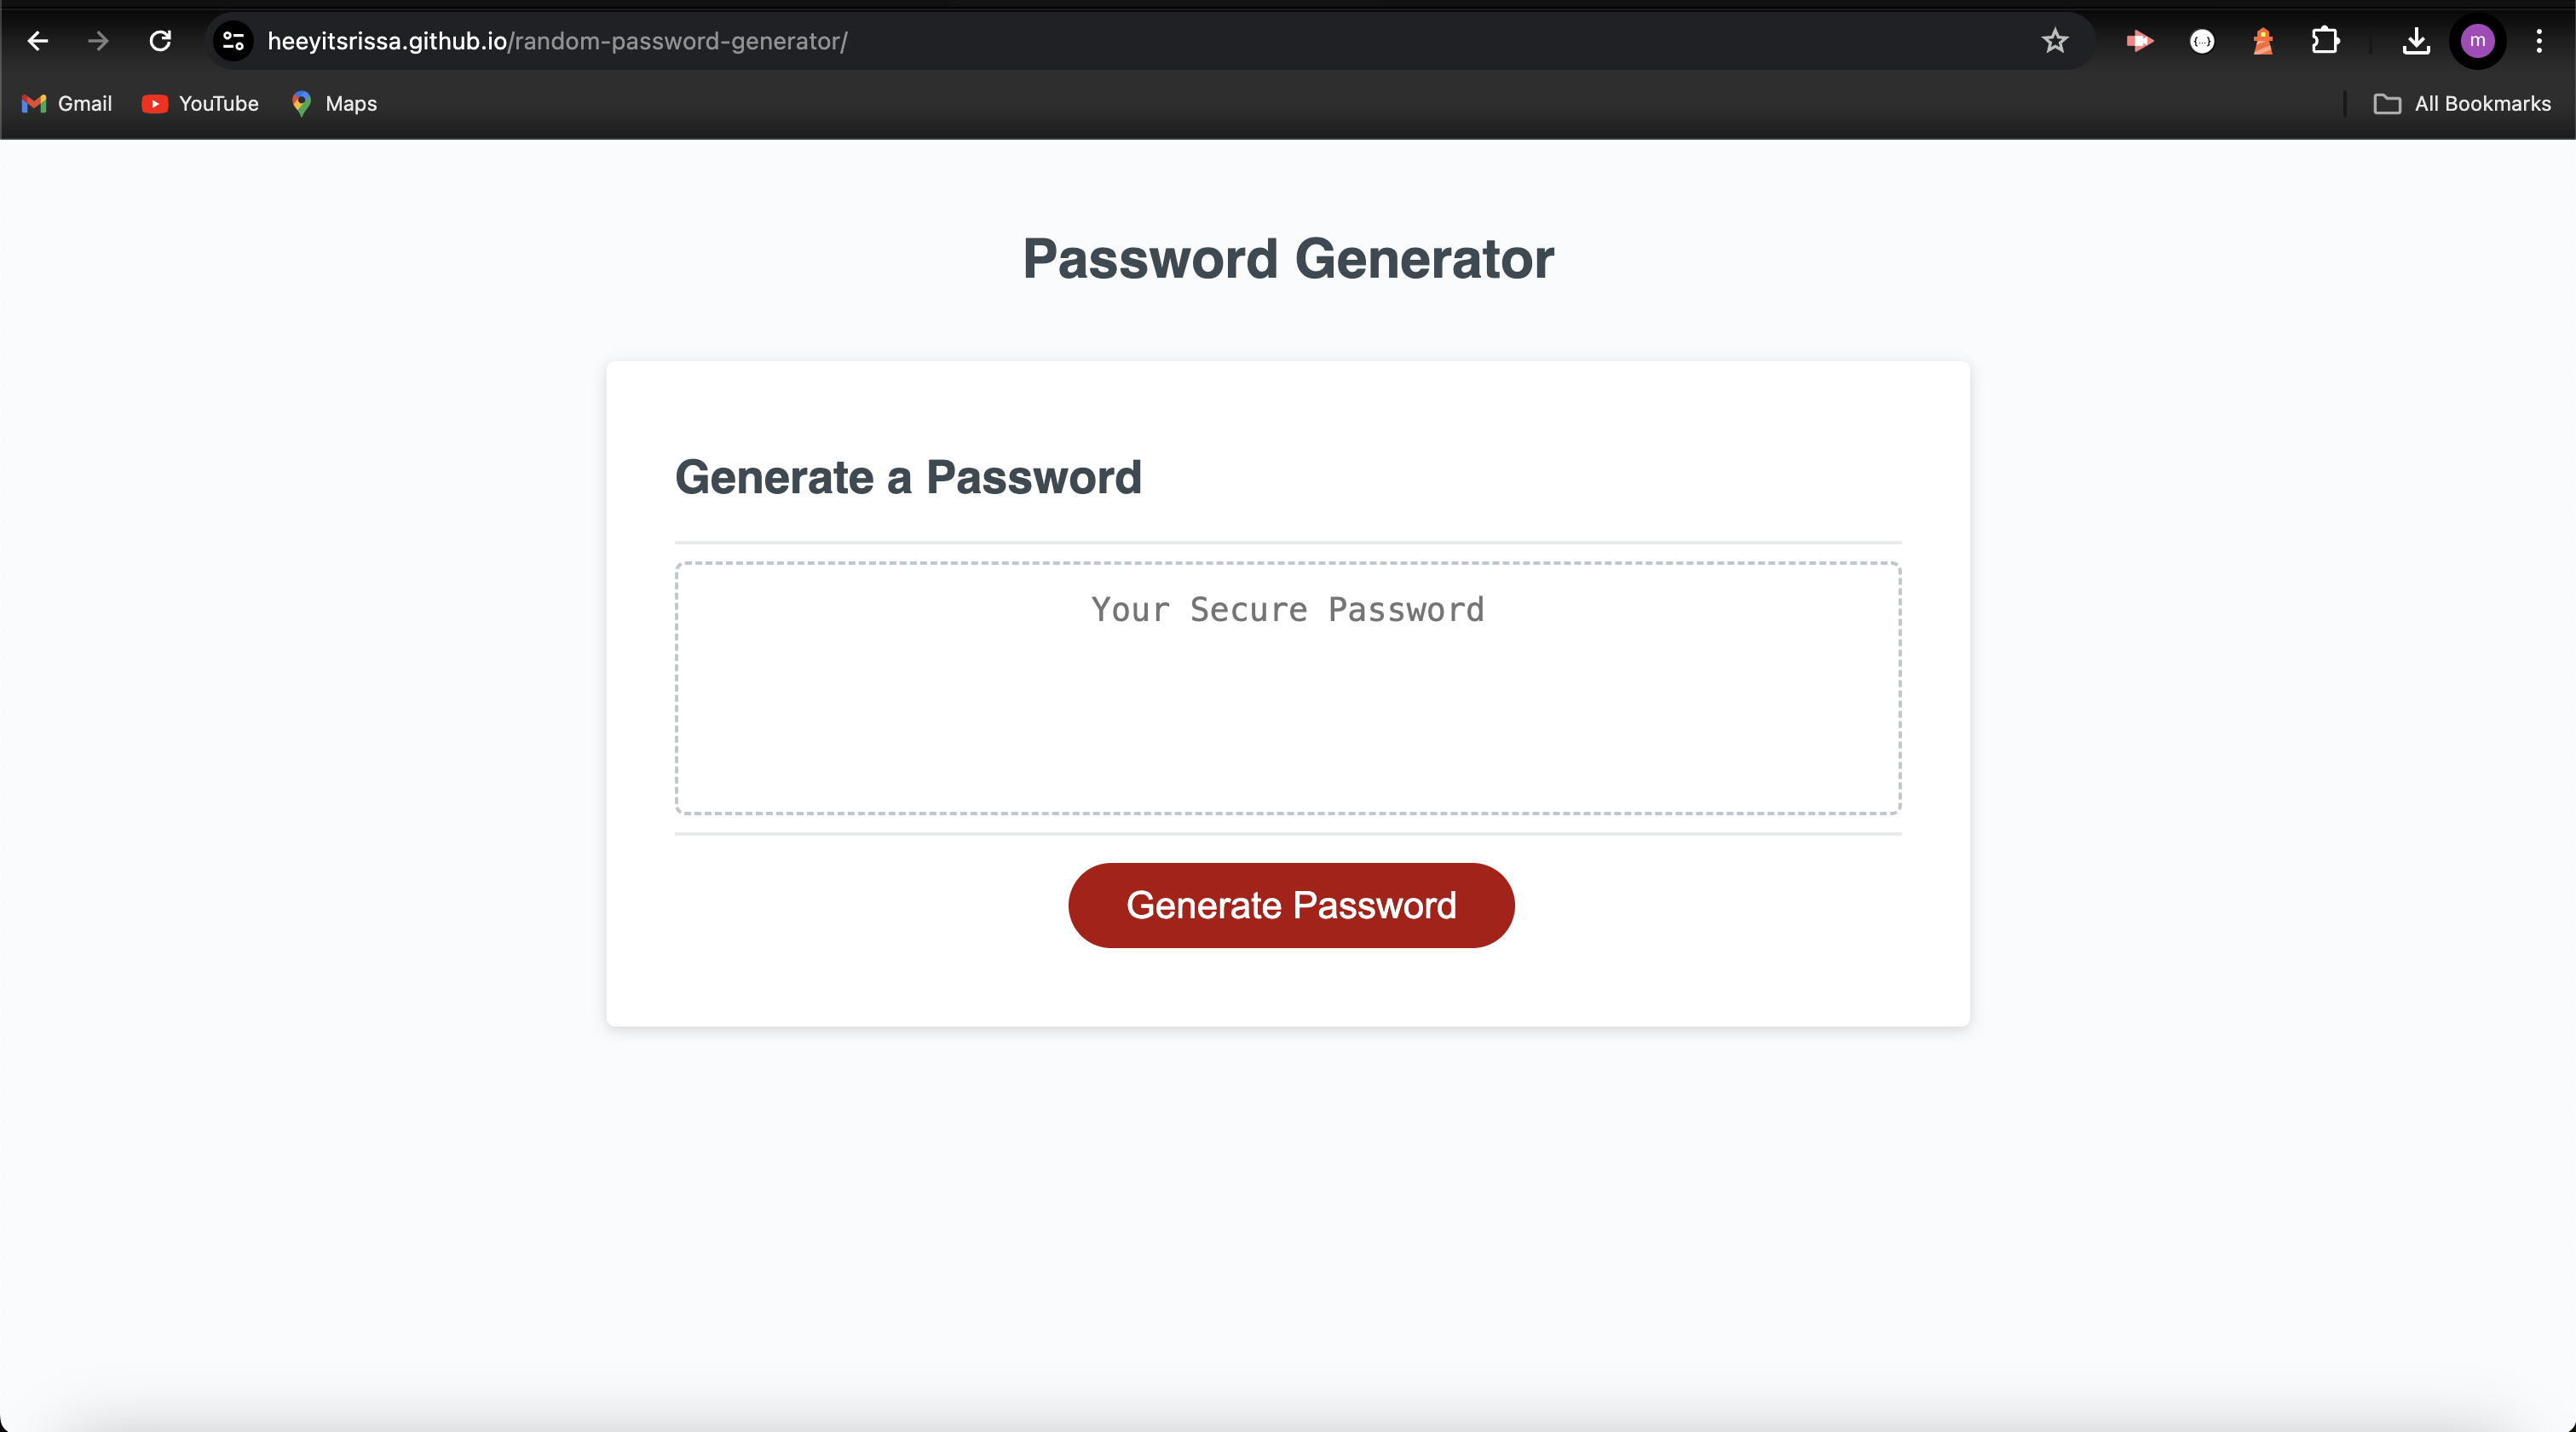 heeyitsrissa.github.io/random-password-generator/
{...}
m
Gmail YouTube Maps All Bookmarks
Password Generator
Generate a Password
Your Secure Password
Generate Password